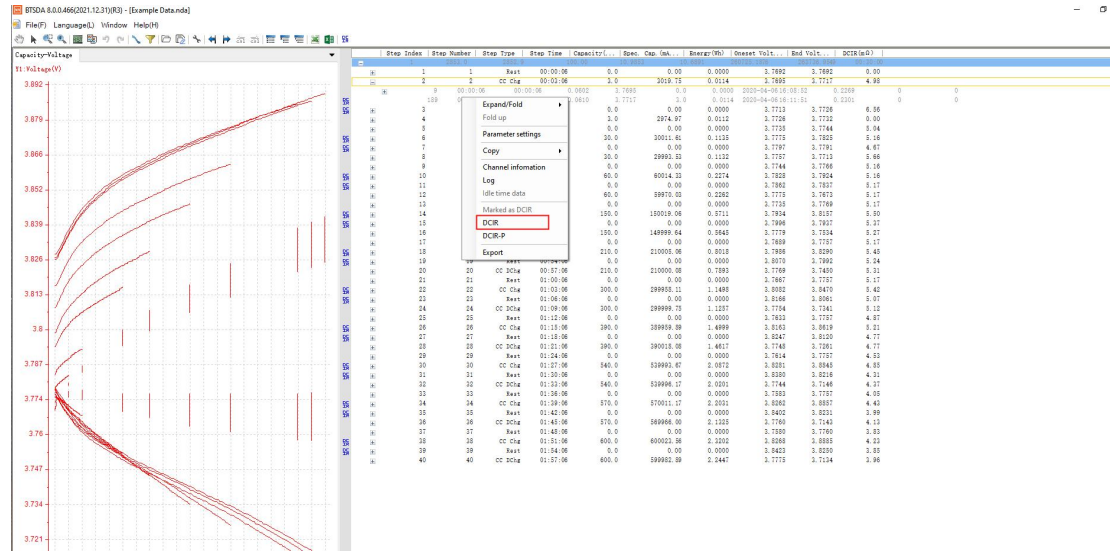 BTSDA 8.0.0.466(2021.12.31)(R3) - [Example Data.nda]
File(F) Language(L) Window Help(H)
Capacity-Voltage
Y1:Voltage(V)
3.892
3.879
3.866
3.852
3.839
3.826
3.813
3.8
3.787
3.774
3.76
3.747
3.734
3.721
Step Index Step Number Step Type Step Time Capacity(... Spec. Cap.(mA... Energy(Wh) Oneset Volt... End Volt... DCIR(mΩ)
1 1 Rest 00:00:06 0.0 0.00 0.0000 3.7692 3.7692 0.00
2 2 CC Chg 00:03:06 3.0 3019.75 0.0114 3.7695 3.7717 4.98
Expand/Fold
Fold up
Parameter settings
Copy
Channel infomation
Log
Idle time data
Marked as DCIR
DCIR
DCIR-P
Export
3 0.0 0.00 0.0000 3.7713 3.7726 6.56
4 3.0 2974.97 0.0112 3.7726 3.7732 0.00
5 0.0 0.00 0.0000 3.7735 3.7744 5.04
6 30.0 30011.61 0.1135 3.7775 3.7825 5.16
7 0.0 0.00 0.0000 3.7797 3.7791 4.67
8 30.0 29993.53 0.1132 3.7757 3.7713 5.66
9 0.0 0.00 0.0000 3.7744 3.7766 5.16
10 60.0 60014.33 0.2274 3.7828 3.7924 5.16
11 0.0 0.00 0.0000 3.7862 3.7837 5.17
12 60.0 59970.03 0.2262 3.7775 3.7673 5.17
13 0.0 0.00 0.0000 3.7735 3.7769 5.17
14 150.0 150019.06 0.5711 3.7934 3.8157 5.50
15 0.0 0.00 0.0000 3.7996 3.7937 5.37
16 150.0 149999.64 0.5645 3.7779 3.7534 5.27
17 0.0 0.00 0.0000 3.7689 3.7757 5.17
18 210.0 210005.06 0.8018 3.7986 3.8290 5.45
19 19 Rest 00:54:06 0.0 0.00 0.0000 3.8070 3.7992 5.24
20 20 CC DChg 00:57:06 210.0 210000.08 0.7893 3.7769 3.7450 5.31
21 21 Rest 01:00:06 0.0 0.00 0.0000 3.7667 3.7757 5.17
22 22 CC Chg 01:03:06 300.0 299958.11 1.1498 3.8082 3.8470 5.42
23 23 Rest 01:06:06 0.0 0.00 0.0000 3.8166 3.8061 5.07
24 24 CC DChg 01:09:06 300.0 299999.75 1.1257 3.7754 3.7341 5.12
25 25 Rest 01:12:06 0.0 0.00 0.0000 3.7633 3.7757 4.87
26 26 CC Chg 01:15:06 390.0 389959.89 1.4999 3.8163 3.8619 5.21
27 27 Rest 01:18:06 0.0 0.00 0.0000 3.8247 3.8120 4.77
28 28 CC DChg 01:21:06 390.0 390018.08 1.4617 3.7748 3.7261 4.77
29 29 Rest 01:24:06 0.0 0.00 0.0000 3.7614 3.7757 4.53
30 30 CC Chg 01:27:06 540.0 539993.67 2.0872 3.8281 3.8848 4.85
31 31 Rest 01:30:06 0.0 0.00 0.0000 3.8380 3.8216 4.31
32 32 CC DChg 01:33:06 540.0 539996.17 2.0201 3.7744 3.7146 4.37
33 33 Rest 01:36:06 0.0 0.00 0.0000 3.7583 3.7757 4.05
34 34 CC Chg 01:39:06 570.0 570011.17 2.2031 3.8262 3.8857 4.43
35 35 Rest 01:42:06 0.0 0.00 0.0000 3.8402 3.8231 3.99
36 36 CC DChg 01:45:06 570.0 569966.00 2.1325 3.7760 3.7143 4.13
37 37 Rest 01:48:06 0.0 0.00 0.0000 3.7580 3.7760 3.83
38 38 CC Chg 01:51:06 600.0 600023.56 2.3202 3.8268 3.8885 4.23
39 39 Rest 01:54:06 0.0 0.00 0.0000 3.8423 3.8250 3.85
40 40 CC DChg 01:57:06 600.0 599982.89 2.2447 3.7775 3.7134 3.96